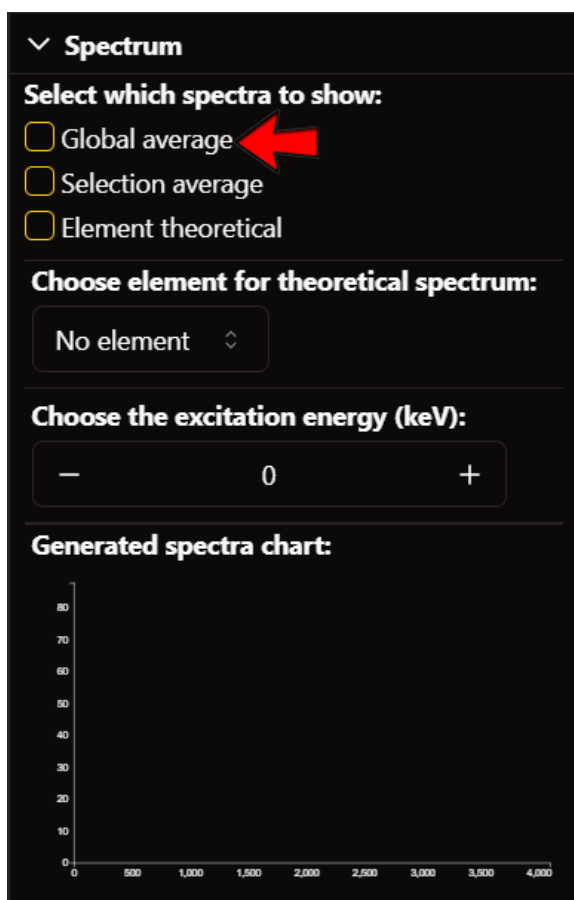 Spectrum
Select which spectra to show:
Global average
Selection average
Element theoretical
Choose element for theoretical spectrum:
No element
Choose the excitation energy (keV):
− 0 +
Generated spectra chart:
80
70
60
50
40
30
20
10
0
0 500 1,000 1,500 2,000 2,500 3,000 3,500 4,000